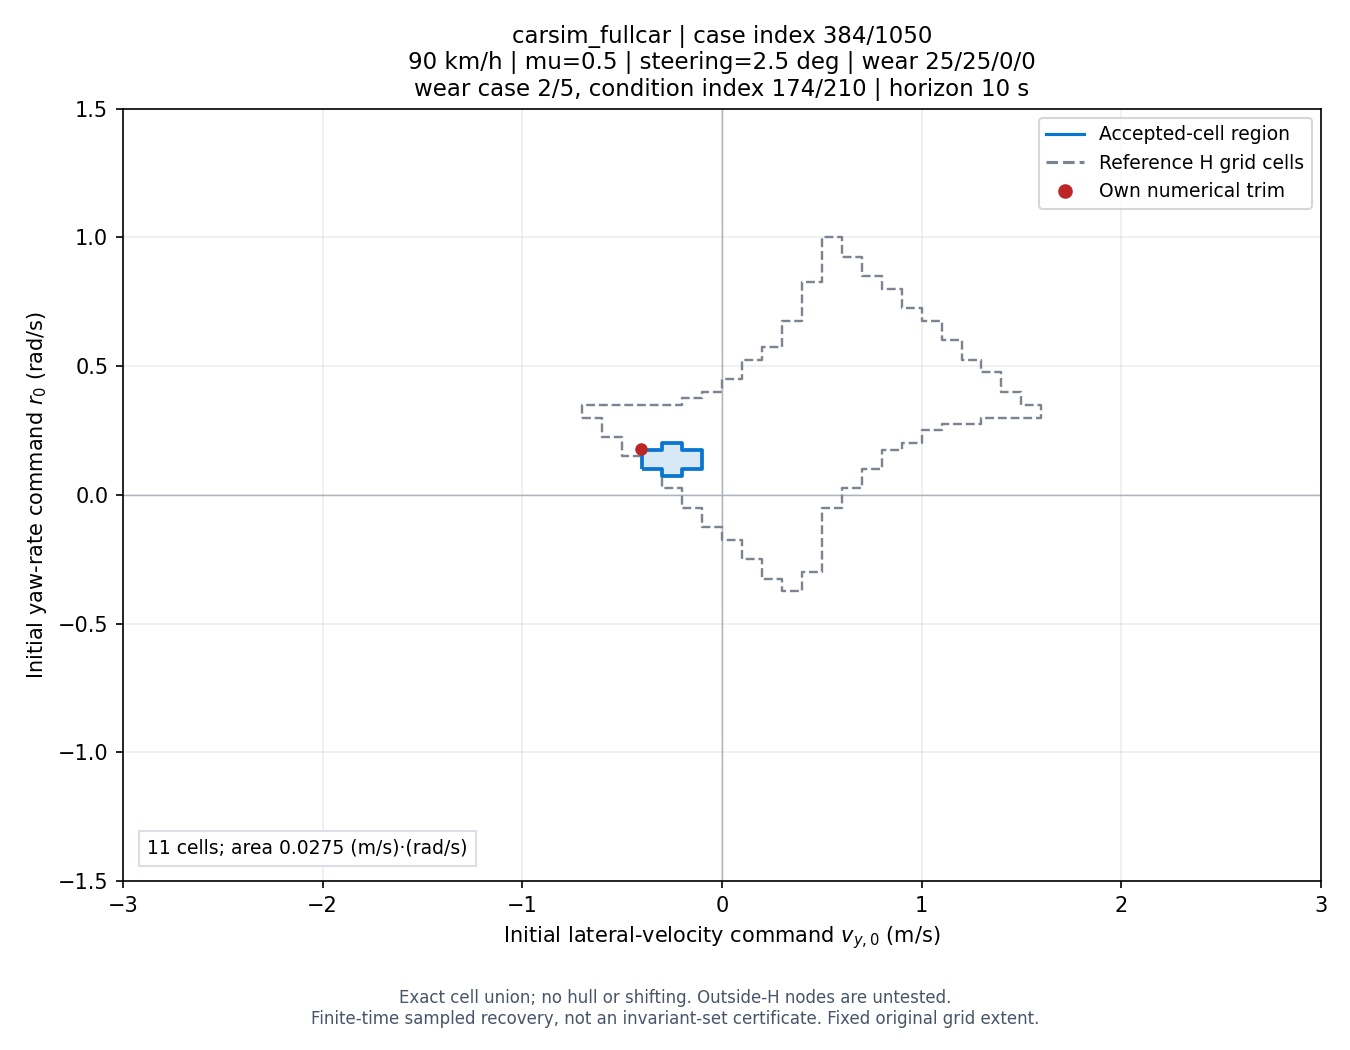 carsim_fullcar | case index 384/1050
90 km/h | mu=0.5 | steering=2.5 deg | wear 25/25/0/0
wear case 2/5, condition index 174/210 | horizon 10 s
Accepted-cell region
Reference H grid cells
Own numerical trim
1.5
1.0
0.5
0.0
−0.5
−1.0
−1.5
Initial yaw-rate command r₀ (rad/s)
11 cells; area 0.0275 (m/s)·(rad/s)
−3
−2
−1
0
1
2
3
Initial lateral-velocity command v_{y,0} (m/s)
Exact cell union; no hull or shifting. Outside-H nodes are untested.
Finite-time sampled recovery, not an invariant-set certificate. Fixed original grid extent.